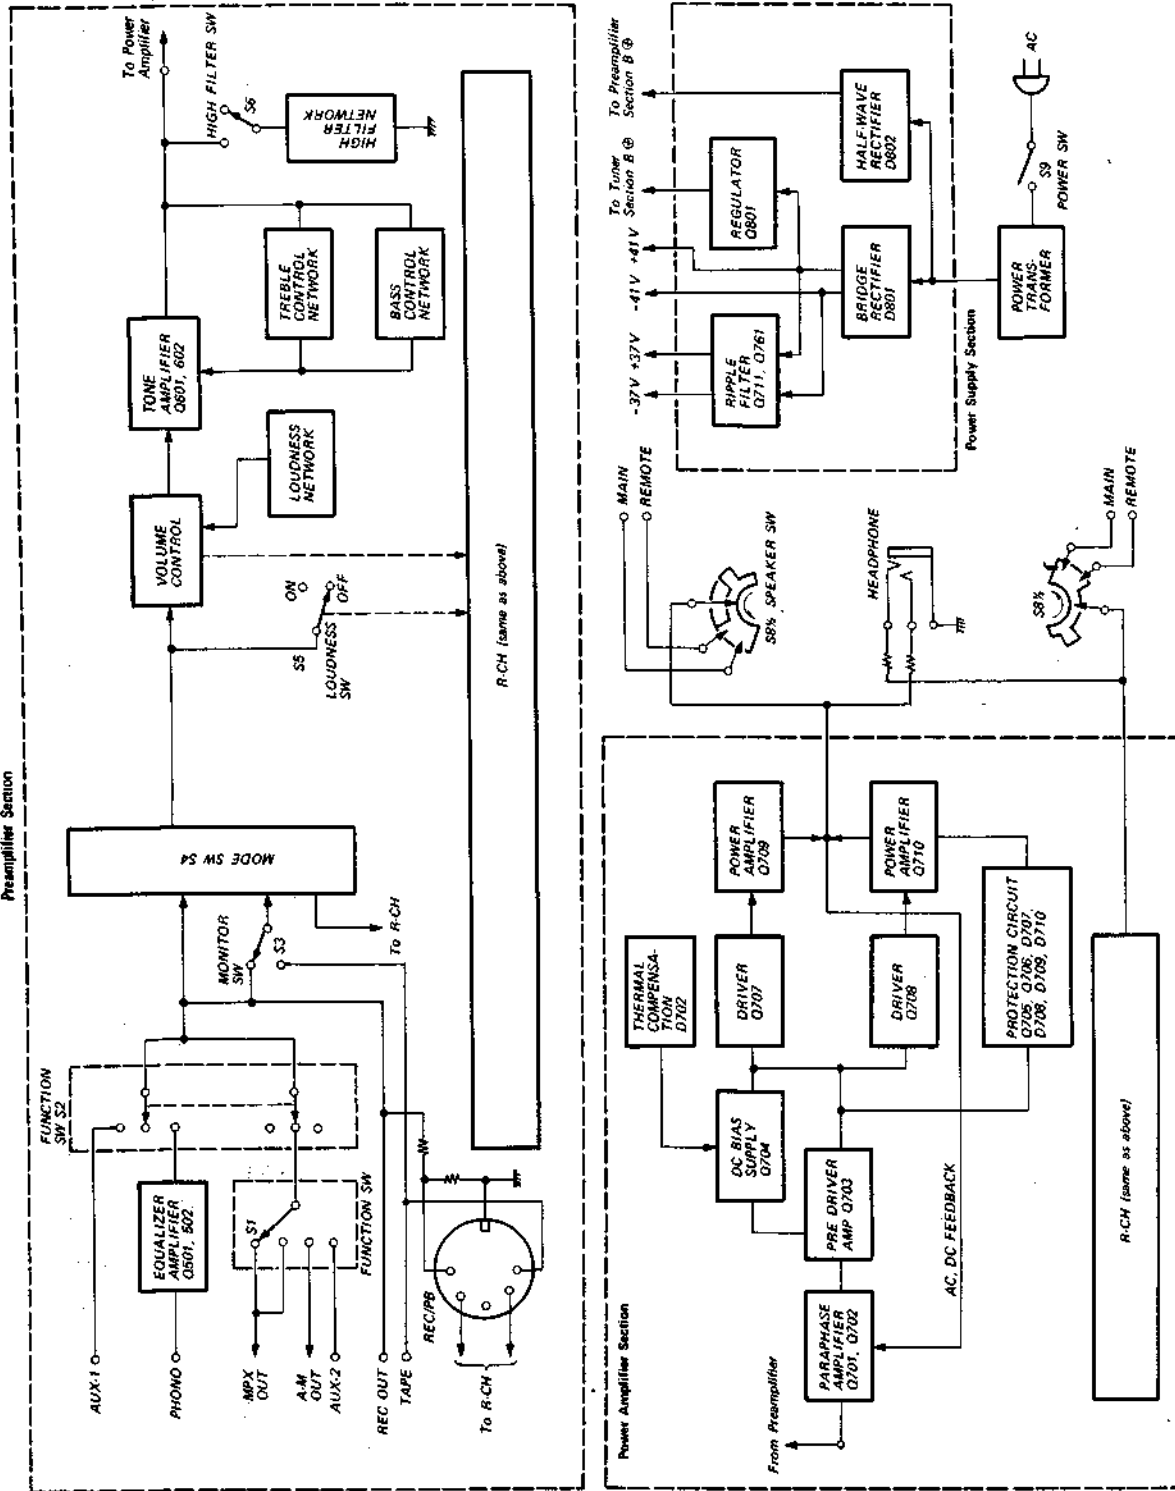 Preamplifier Section
AUX-1
PHONO
MPX
OUT
A-M
OUT
AUX-2
REC OUT
TAPE
REC/PB
To R-CH
EQUALIZER
AMPLIFIER
Q501, 502
S1
FUNCTION SW
FUNCTION
SW S2
MONITOR
SW
S3
To R-CH
MODE SW S4
S5
LOUDNESS
SW
ON
OFF
VOLUME
CONTROL
LOUDNESS
NETWORK
TONE
AMPLIFIER
Q601, 602
TREBLE
CONTROL
NETWORK
BASS
CONTROL
NETWORK
To Power
Amplifier
HIGH FILTER SW
S6
HIGH
FILTER
NETWORK
R-CH (same as above)
Power Amplifier Section
From Preamplifier
PARAPHASE
AMPLIFIER
Q701, Q702
PRE DRIVER
AMP Q703
AC, DC FEEDBACK
DC BIAS
SUPPLY
Q704
THERMAL
COMPENSA-
TION
D702
DRIVER
Q707
DRIVER
Q708
POWER
AMPLIFIER
Q709
POWER
AMPLIFIER
Q710
PROTECTION CIRCUIT
Q705, Q706, D707,
D708, D709, D710
R-CH (same as above)
MAIN
REMOTE
S8½ SPEAKER SW
HEADPHONE
S8½
MAIN
REMOTE
Power Supply Section
-37V +37V
-41V +41V
To Tuner
Section B ⊕
To Preamplifier
Section B ⊕
RIPPLE
FILTER
Q711, Q761
REGULATOR
Q801
BRIDGE
RECTIFIER
D801
HALF-WAVE
RECTIFIER
D802
POWER
TRANS-
FORMER
S9
POWER SW
AC